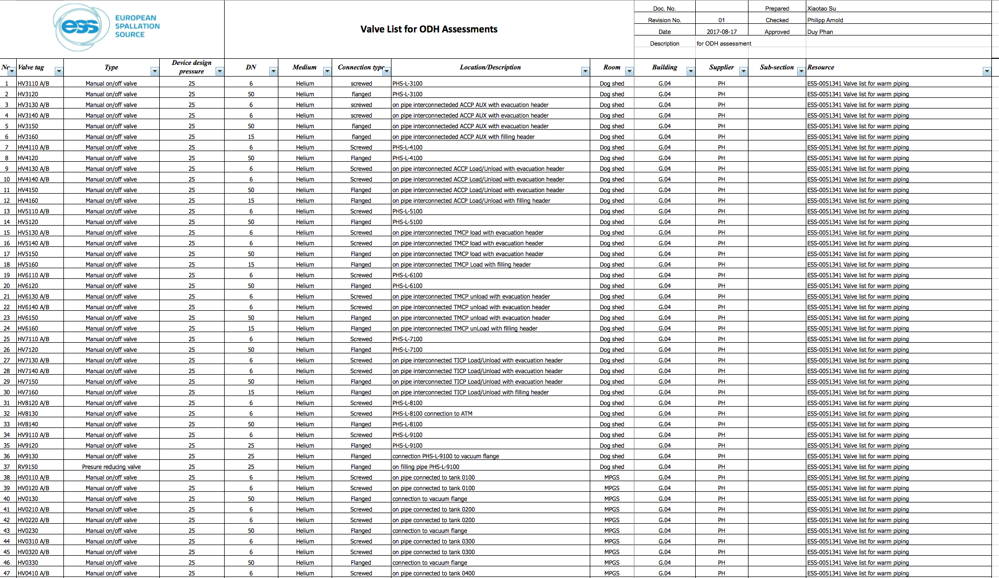 ess EUROPEAN SPALLATION SOURCE
Valve List for ODH Assessments
Doc. No. Prepared Xiaotao Su
Revision No. 01 Checked Philipp Arnold
Date 2017-08-17 Approved Duy Phan
Description for ODH assessment
Nc Valve tag Type Device design pressure DN Medium Connection type Location/Description Room Building Supplier Sub-section Resource
1 HV3110 A/B Manual on/off valve 25 6 Helium screwed PHS-L-3100 Dog shed G.04 PH ESS-0051341 Valve list for warm piping
2 HV3120 Manual on/off valve 25 50 Helium flanged PHS-L-3100 Dog shed G.04 PH ESS-0051341 Valve list for warm piping
3 HV3130 A/B Manual on/off valve 25 6 Helium screwed on pipe interconnecteded ACCP AUX with evacuation header Dog shed G.04 PH ESS-0051341 Valve list for warm piping
4 HV3140 A/B Manual on/off valve 25 6 Helium screwed on pipe interconnecteded ACCP AUX with evacuation header Dog shed G.04 PH ESS-0051341 Valve list for warm piping
5 HV3150 Manual on/off valve 25 50 Helium flanged on pipe interconnecteded ACCP AUX with evacuation header Dog shed G.04 PH ESS-0051341 Valve list for warm piping
6 HV3160 Manual on/off valve 25 15 Helium flanged on pipe interconnecteded ACCP AUX with filling header Dog shed G.04 PH ESS-0051341 Valve list for warm piping
7 HV4110 A/B Manual on/off valve 25 6 Helium Screwed PHS-L-4100 Dog shed G.04 PH ESS-0051341 Valve list for warm piping
8 HV4120 Manual on/off valve 25 50 Helium Flanged PHS-L-4100 Dog shed G.04 PH ESS-0051341 Valve list for warm piping
9 HV4130 A/B Manual on/off valve 25 6 Helium Screwed on pipe interconnected ACCP Load/Unload with evacuation header Dog shed G.04 PH ESS-0051341 Valve list for warm piping
10 HV4140 A/B Manual on/off valve 25 6 Helium Screwed on pipe interconnected ACCP Load/Unload with evacuation header Dog shed G.04 PH ESS-0051341 Valve list for warm piping
11 HV4150 Manual on/off valve 25 50 Helium Flanged on pipe interconnected ACCP Load/Unload with evacuation header Dog shed G.04 PH ESS-0051341 Valve list for warm piping
12 HV4160 Manual on/off valve 25 15 Helium Flanged on pipe interconnected ACCP Load/Unload with filling header Dog shed G.04 PH ESS-0051341 Valve list for warm piping
13 HV5110 A/B Manual on/off valve 25 6 Helium Screwed PHS-L-5100 Dog shed G.04 PH ESS-0051341 Valve list for warm piping
14 HV5120 Manual on/off valve 25 50 Helium Flanged PHS-L-5100 Dog shed G.04 PH ESS-0051341 Valve list for warm piping
15 HV5130 A/B Manual on/off valve 25 6 Helium Screwed on pipe interconnected TMCP load with evacuation header Dog shed G.04 PH ESS-0051341 Valve list for warm piping
16 HV5140 A/B Manual on/off valve 25 6 Helium Screwed on pipe interconnected TMCP load with evacuation header Dog shed G.04 PH ESS-0051341 Valve list for warm piping
17 HV5150 Manual on/off valve 25 50 Helium Flanged on pipe interconnected TMCP load with evacuation header Dog shed G.04 PH ESS-0051341 Valve list for warm piping
18 HV5160 Manual on/off valve 25 15 Helium Flanged on pipe interconnected TMCP Load with filling header Dog shed G.04 PH ESS-0051341 Valve list for warm piping
19 HV6110 A/B Manual on/off valve 25 6 Helium Screwed PHS-L-6100 Dog shed G.04 PH ESS-0051341 Valve list for warm piping
20 HV6120 Manual on/off valve 25 50 Helium Flanged PHS-L-6100 Dog shed G.04 PH ESS-0051341 Valve list for warm piping
21 HV6130 A/B Manual on/off valve 25 6 Helium Screwed on pipe interconnected TMCP unload with evacuation header Dog shed G.04 PH ESS-0051341 Valve list for warm piping
22 HV6140 A/B Manual on/off valve 25 6 Helium Screwed on pipe interconnected TMCP unload with evacuation header Dog shed G.04 PH ESS-0051341 Valve list for warm piping
23 HV6150 Manual on/off valve 25 50 Helium Flanged on pipe interconnected TMCP unload with evacuation header Dog shed G.04 PH ESS-0051341 Valve list for warm piping
24 HV6160 Manual on/off valve 25 15 Helium Flanged on pipe interconnected TMCP unLoad with filling header Dog shed G.04 PH ESS-0051341 Valve list for warm piping
25 HV7110 A/B Manual on/off valve 25 6 Helium Screwed PHS-L-7100 Dog shed G.04 PH ESS-0051341 Valve list for warm piping
26 HV7120 Manual on/off valve 25 50 Helium Flanged PHS-L-7100 Dog shed G.04 PH ESS-0051341 Valve list for warm piping
27 HV7130 A/B Manual on/off valve 25 6 Helium Screwed on pipe interconnected TICP Load/Unload with evacuation header Dog shed G.04 PH ESS-0051341 Valve list for warm piping
28 HV7140 A/B Manual on/off valve 25 6 Helium Screwed on pipe interconnected TICP Load/Unload with evacuation header Dog shed G.04 PH ESS-0051341 Valve list for warm piping
29 HV7150 Manual on/off valve 25 50 Helium Flanged on pipe interconnected TICP Load/Unload with evacuation header Dog shed G.04 PH ESS-0051341 Valve list for warm piping
30 HV7160 Manual on/off valve 25 15 Helium Flanged on pipe interconnected TICP Load/Unload with filling header Dog shed G.04 PH ESS-0051341 Valve list for warm piping
31 HV8120 A/B Manual on/off valve 25 6 Helium Screwed PHS-L-8100 Dog shed G.04 PH ESS-0051341 Valve list for warm piping
32 HV8130 Manual on/off valve 25 6 Helium Screwed PHS-L-8100 connection to ATM Dog shed G.04 PH ESS-0051341 Valve list for warm piping
33 HV8140 Manual on/off valve 25 50 Helium Flanged PHS-L-8100 Dog shed G.04 PH ESS-0051341 Valve list for warm piping
34 HV9110 A/B Manual on/off valve 25 6 Helium Screwed PHS-L-9100 Dog shed G.04 PH ESS-0051341 Valve list for warm piping
35 HV9120 Manual on/off valve 25 25 Helium Flanged PHS-L-9100 Dog shed G.04 PH ESS-0051341 Valve list for warm piping
36 HV9130 Manual on/off valve 25 25 Helium Flanged connection PHS-L-9100 to vacuum flange Dog shed G.04 PH ESS-0051341 Valve list for warm piping
37 RV9150 Presure reducing valve 25 25 Helium Flanged on filling pipe PHS-L-9100 Dog shed G.04 PH ESS-0051341 Valve list for warm piping
38 HV0110 A/B Manual on/off valve 25 6 Helium Screwed on pipe connected to tank 0100 MPGS G.04 PH ESS-0051341 Valve list for warm piping
39 HV0120 A/B Manual on/off valve 25 6 Helium Screwed on pipe connected to tank 0100 MPGS G.04 PH ESS-0051341 Valve list for warm piping
40 HV0130 Manual on/off valve 25 50 Helium Flanged connection to vacuum flange MPGS G.04 PH ESS-0051341 Valve list for warm piping
41 HV0210 A/B Manual on/off valve 25 6 Helium Screwed on pipe connected to tank 0200 MPGS G.04 PH ESS-0051341 Valve list for warm piping
42 HV0220 A/B Manual on/off valve 25 6 Helium Screwed on pipe connected to tank 0200 MPGS G.04 PH ESS-0051341 Valve list for warm piping
43 HV0230 Manual on/off valve 25 50 Helium Flanged connection to vacuum flange MPGS G.04 PH ESS-0051341 Valve list for warm piping
44 HV0310 A/B Manual on/off valve 25 6 Helium Screwed on pipe connected to tank 0300 MPGS G.04 PH ESS-0051341 Valve list for warm piping
45 HV0320 A/B Manual on/off valve 25 6 Helium Screwed on pipe connected to tank 0300 MPGS G.04 PH ESS-0051341 Valve list for warm piping
46 HV0330 Manual on/off valve 25 50 Helium Flanged connection to vacuum flange MPGS G.04 PH ESS-0051341 Valve list for warm piping
47 HV0410 A/B Manual on/off valve 25 6 Helium Screwed on pipe connected to tank 0400 MPGS G.04 PH ESS-0051341 Valve list for warm piping